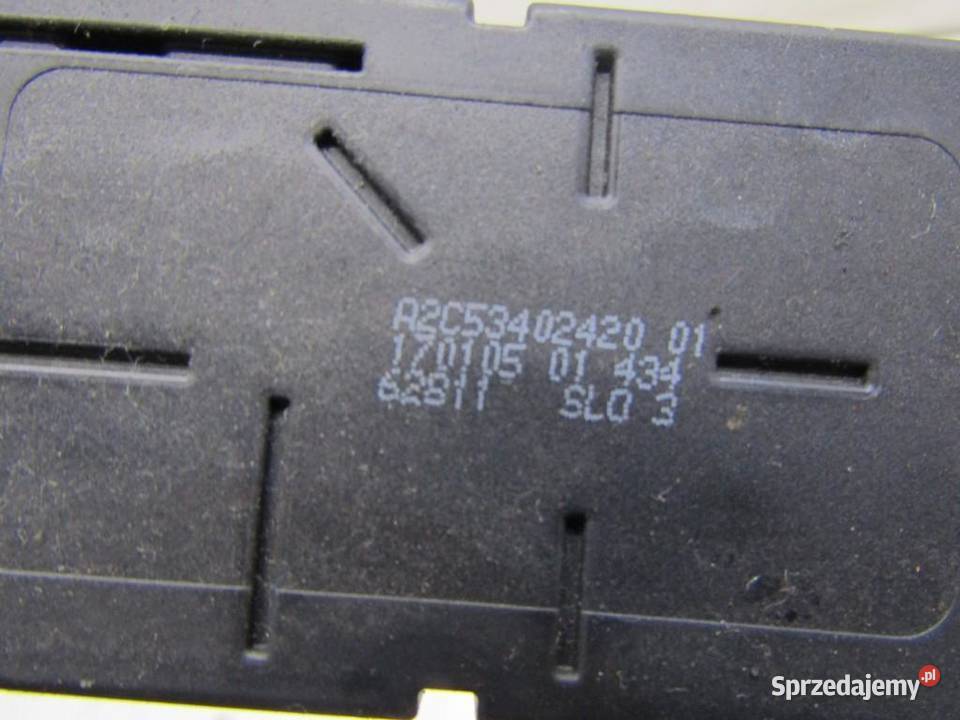 A2C53402420 01
170105 01 434
62811 SLO 3
Sprzedajemy.pl